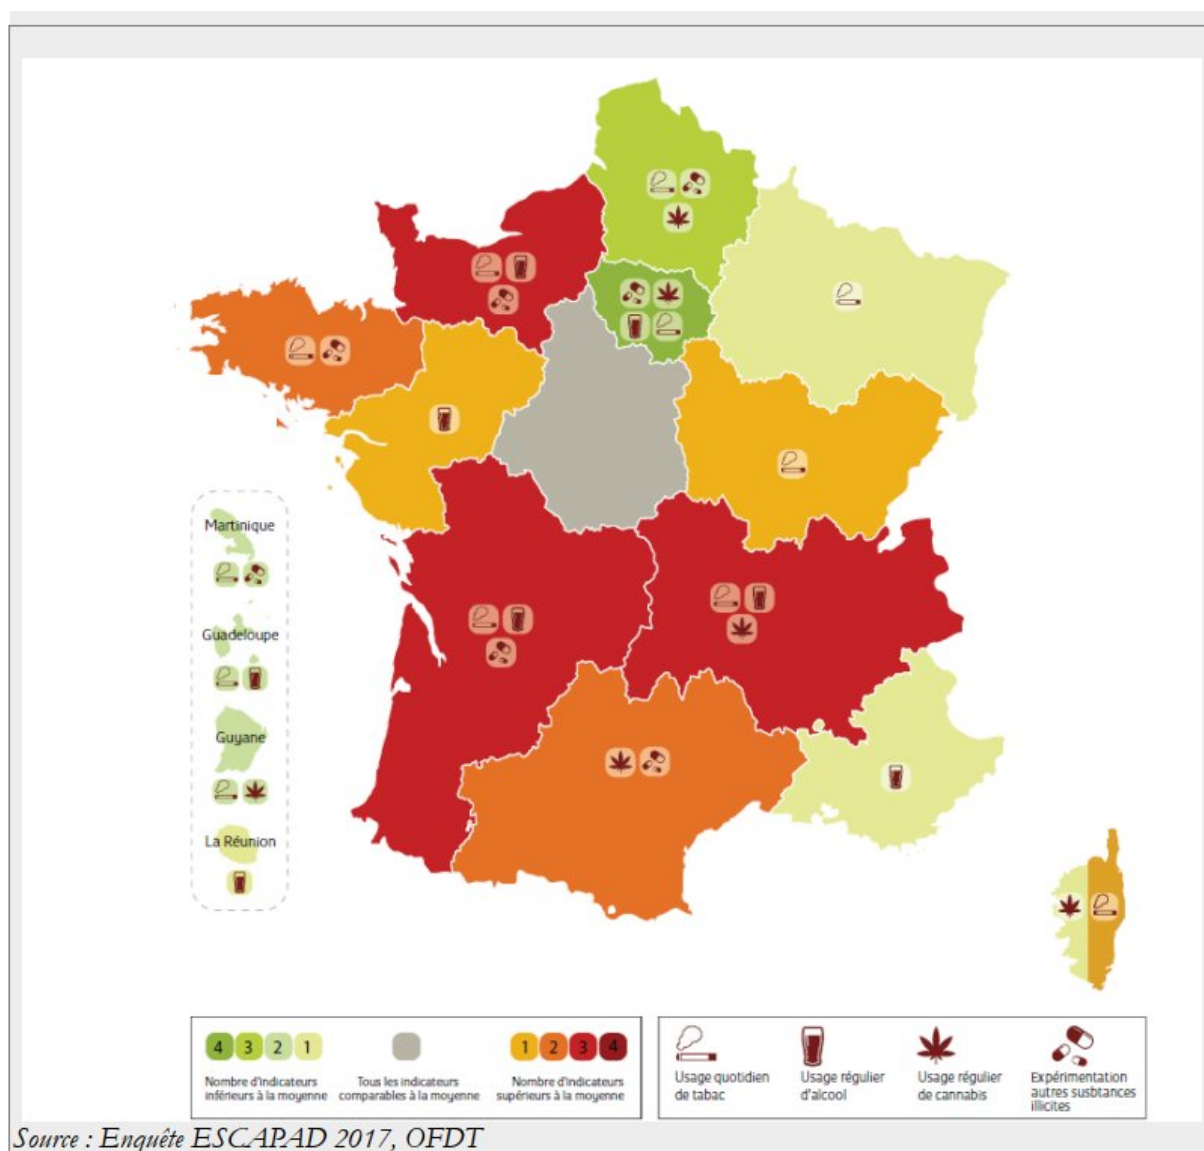 Martinique
Guadeloupe
Guyane
La Réunion
4 3 2 1
Nombre d'indicateurs
inférieurs à la moyenne
Tous les indicateurs
comparables à la moyenne
1 2 3 4
Nombre d'indicateurs
supérieurs à la moyenne
Usage quotidien
de tabac
Usage régulier
d'alcool
Usage régulier
de cannabis
Expérimentation
autres susbtances
illicites
Source : Enquête ESCAPAD 2017, OFDT